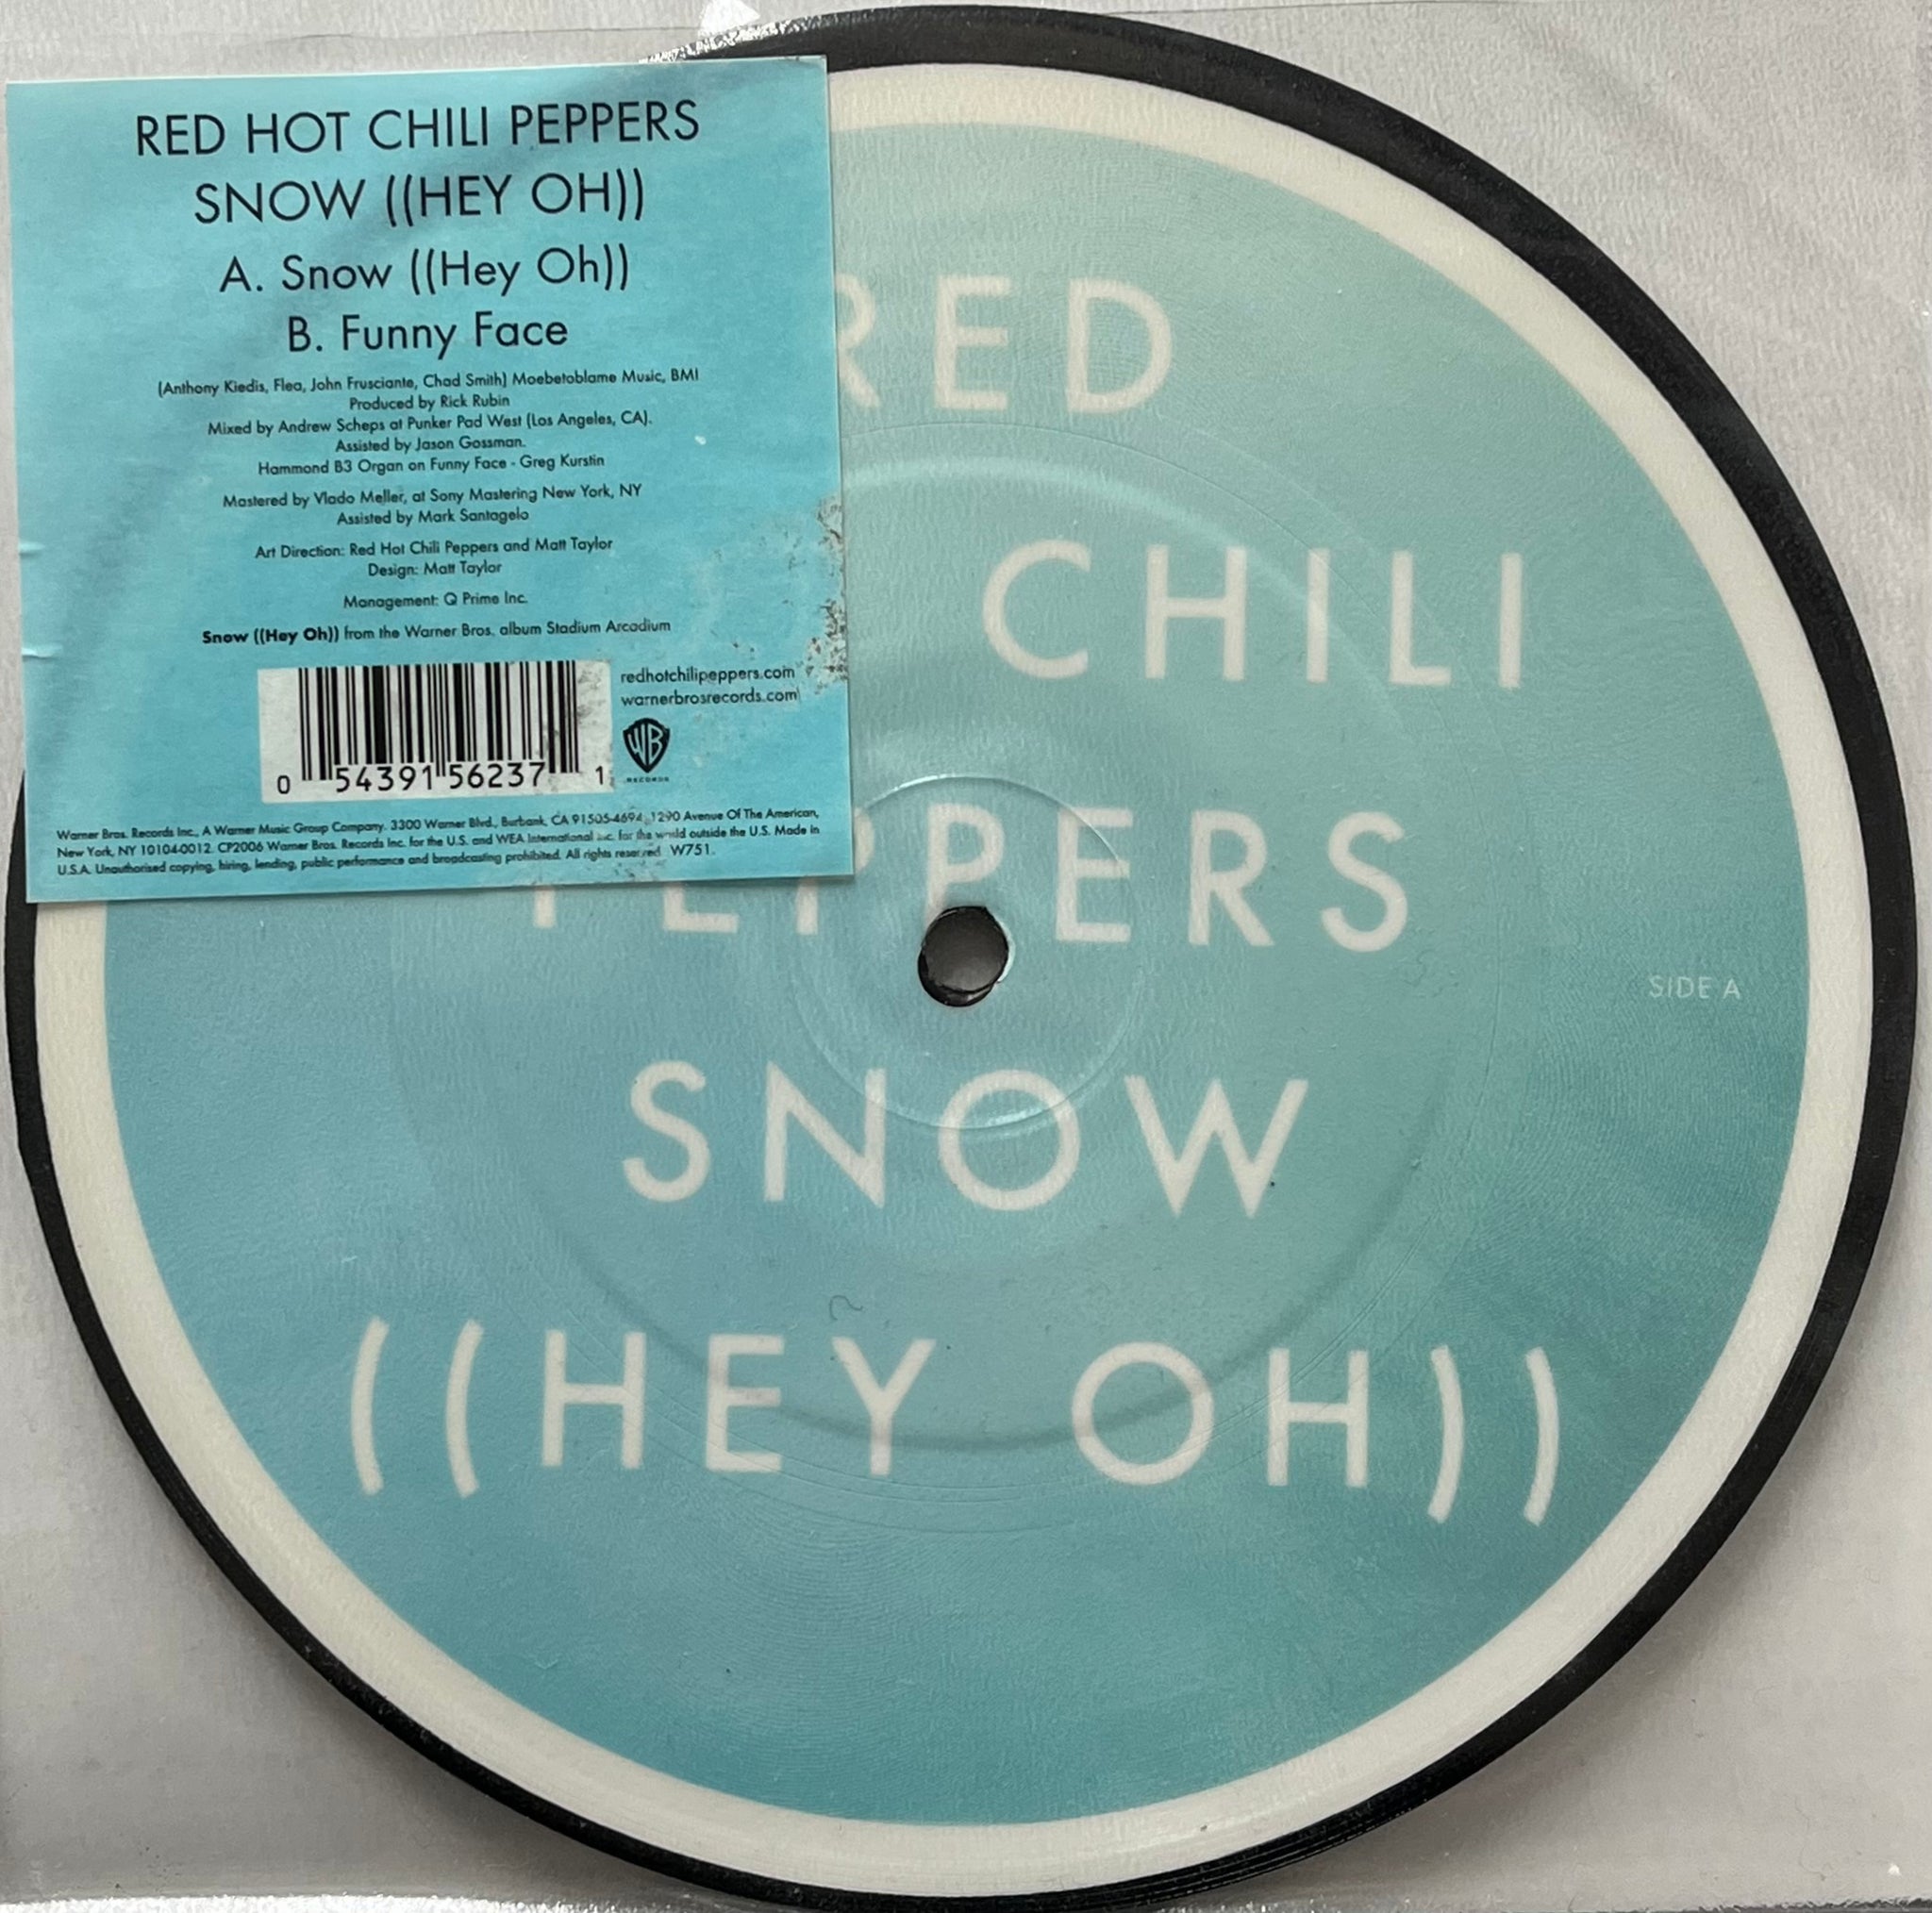 RED HOT CHILI PEPPERS
SNOW ((HEY OH))
A. Snow ((Hey Oh))
B. Funny Face
(Anthony Kiedis, Flea, John Frusciante, Chad Smith) Moebetoblame Music, BMI
Produced by Rick Rubin
Mixed by Andrew Scheps at Punker Pad West (Los Angeles, CA).
Assisted by Jason Gossman.
Hammond B3 Organ on Funny Face - Greg Kurstin
Mastered by Vlado Meller, at Sony Mastering New York, NY
Assisted by Mark Santagelo
Art Direction: Red Hot Chili Peppers and Matt Taylor
Design: Matt Taylor
Management: Q Prime Inc.
Snow ((Hey Oh)) from the Warner Bros. album Stadium Arcadium
redhotchilipeppers.com
warnerbrosrecords.com
WB
RECORDS
0 54391 56237 1
Warner Bros. Records Inc., A Warner Music Group Company. 3300 Warner Blvd., Burbank, CA 91505-4694, 1290 Avenue Of The American,
New York, NY 10104-0012. CP2006 Warner Bros. Records Inc. for the U.S. and WEA International Inc. for the world outside the U.S. Made in
U.S.A. Unauthorised copying, hiring, lending, public performance and broadcasting prohibited. All rights reserved. W751.
RED
CHILI
PEPPERS
SIDE A
SNOW
((HEY OH))